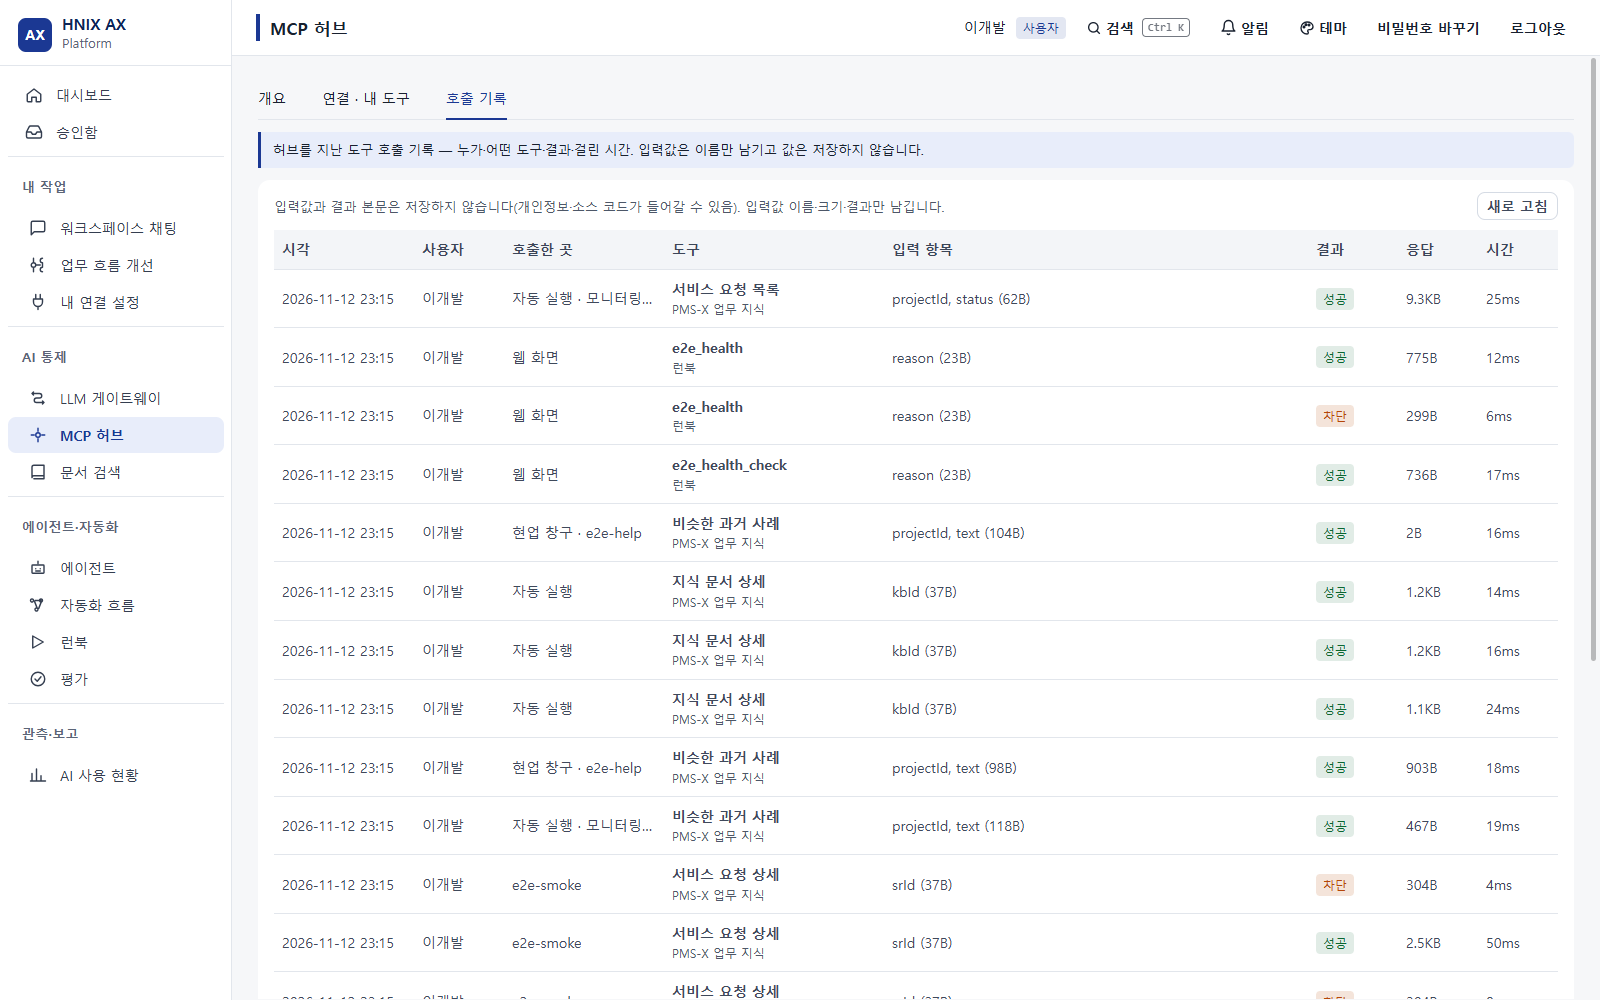 AX
HNIX AX
Platform
MCP 허브
이개발
사용자
검색
Ctrl K
알림
테마
비밀번호 바꾸기
로그아웃
대시보드
승인함
내 작업
워크스페이스 채팅
업무 흐름 개선
내 연결 설정
AI 통제
LLM 게이트웨이
MCP 허브
문서 검색
에이전트·자동화
에이전트
자동화 흐름
런북
평가
관측·보고
AI 사용 현황
개요
연결 · 내 도구
호출 기록
허브를 지난 도구 호출 기록 — 누가·어떤 도구·결과·걸린 시간. 입력값은 이름만 남기고 값은 저장하지 않습니다.
입력값과 결과 본문은 저장하지 않습니다(개인정보·소스 코드가 들어갈 수 있음). 입력값 이름·크기·결과만 남깁니다.
새로 고침
시각 사용자 호출한 곳 도구 입력 항목 결과 응답 시간
2026-11-12 23:15 이개발 자동 실행 · 모니터링... 서비스 요청 목록 projectId, status (62B) 성공 9.3KB 25ms
PMS-X 업무 지식
2026-11-12 23:15 이개발 웹 화면 e2e_health reason (23B) 성공 775B 12ms
런북
2026-11-12 23:15 이개발 웹 화면 e2e_health reason (23B) 차단 299B 6ms
런북
2026-11-12 23:15 이개발 웹 화면 e2e_health_check reason (23B) 성공 736B 17ms
런북
2026-11-12 23:15 이개발 현업 창구 · e2e-help 비슷한 과거 사례 projectId, text (104B) 성공 2B 16ms
PMS-X 업무 지식
2026-11-12 23:15 이개발 자동 실행 지식 문서 상세 kbId (37B) 성공 1.2KB 14ms
PMS-X 업무 지식
2026-11-12 23:15 이개발 자동 실행 지식 문서 상세 kbId (37B) 성공 1.2KB 16ms
PMS-X 업무 지식
2026-11-12 23:15 이개발 자동 실행 지식 문서 상세 kbId (37B) 성공 1.1KB 24ms
PMS-X 업무 지식
2026-11-12 23:15 이개발 현업 창구 · e2e-help 비슷한 과거 사례 projectId, text (98B) 성공 903B 18ms
PMS-X 업무 지식
2026-11-12 23:15 이개발 자동 실행 · 모니터링... 비슷한 과거 사례 projectId, text (118B) 성공 467B 19ms
PMS-X 업무 지식
2026-11-12 23:15 이개발 e2e-smoke 서비스 요청 상세 srId (37B) 차단 304B 4ms
PMS-X 업무 지식
2026-11-12 23:15 이개발 e2e-smoke 서비스 요청 상세 srId (37B) 성공 2.5KB 50ms
PMS-X 업무 지식
서비스 요청 상세